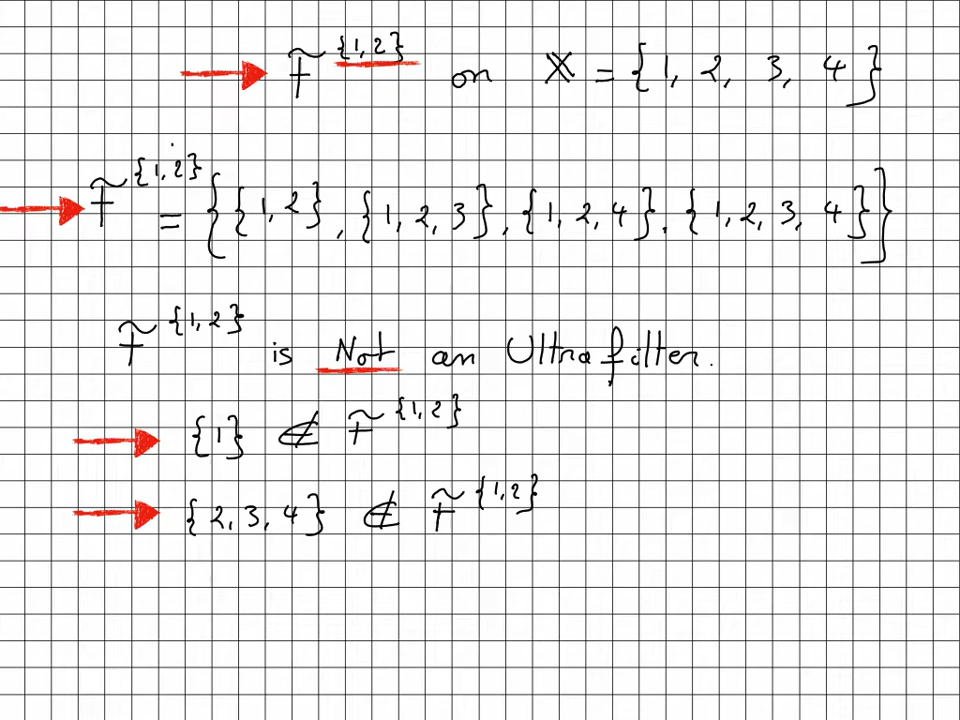 F̃^{1,2} on X = {1, 2, 3, 4}
F̃^{1,2} = {{1,2}, {1,2,3}, {1,2,4}, {1,2,3,4}}
F̃^{1,2} is Not an Ultrafilter.
{1} ∉ F̃^{1,2}
{2,3,4} ∉ F̃^{1,2}